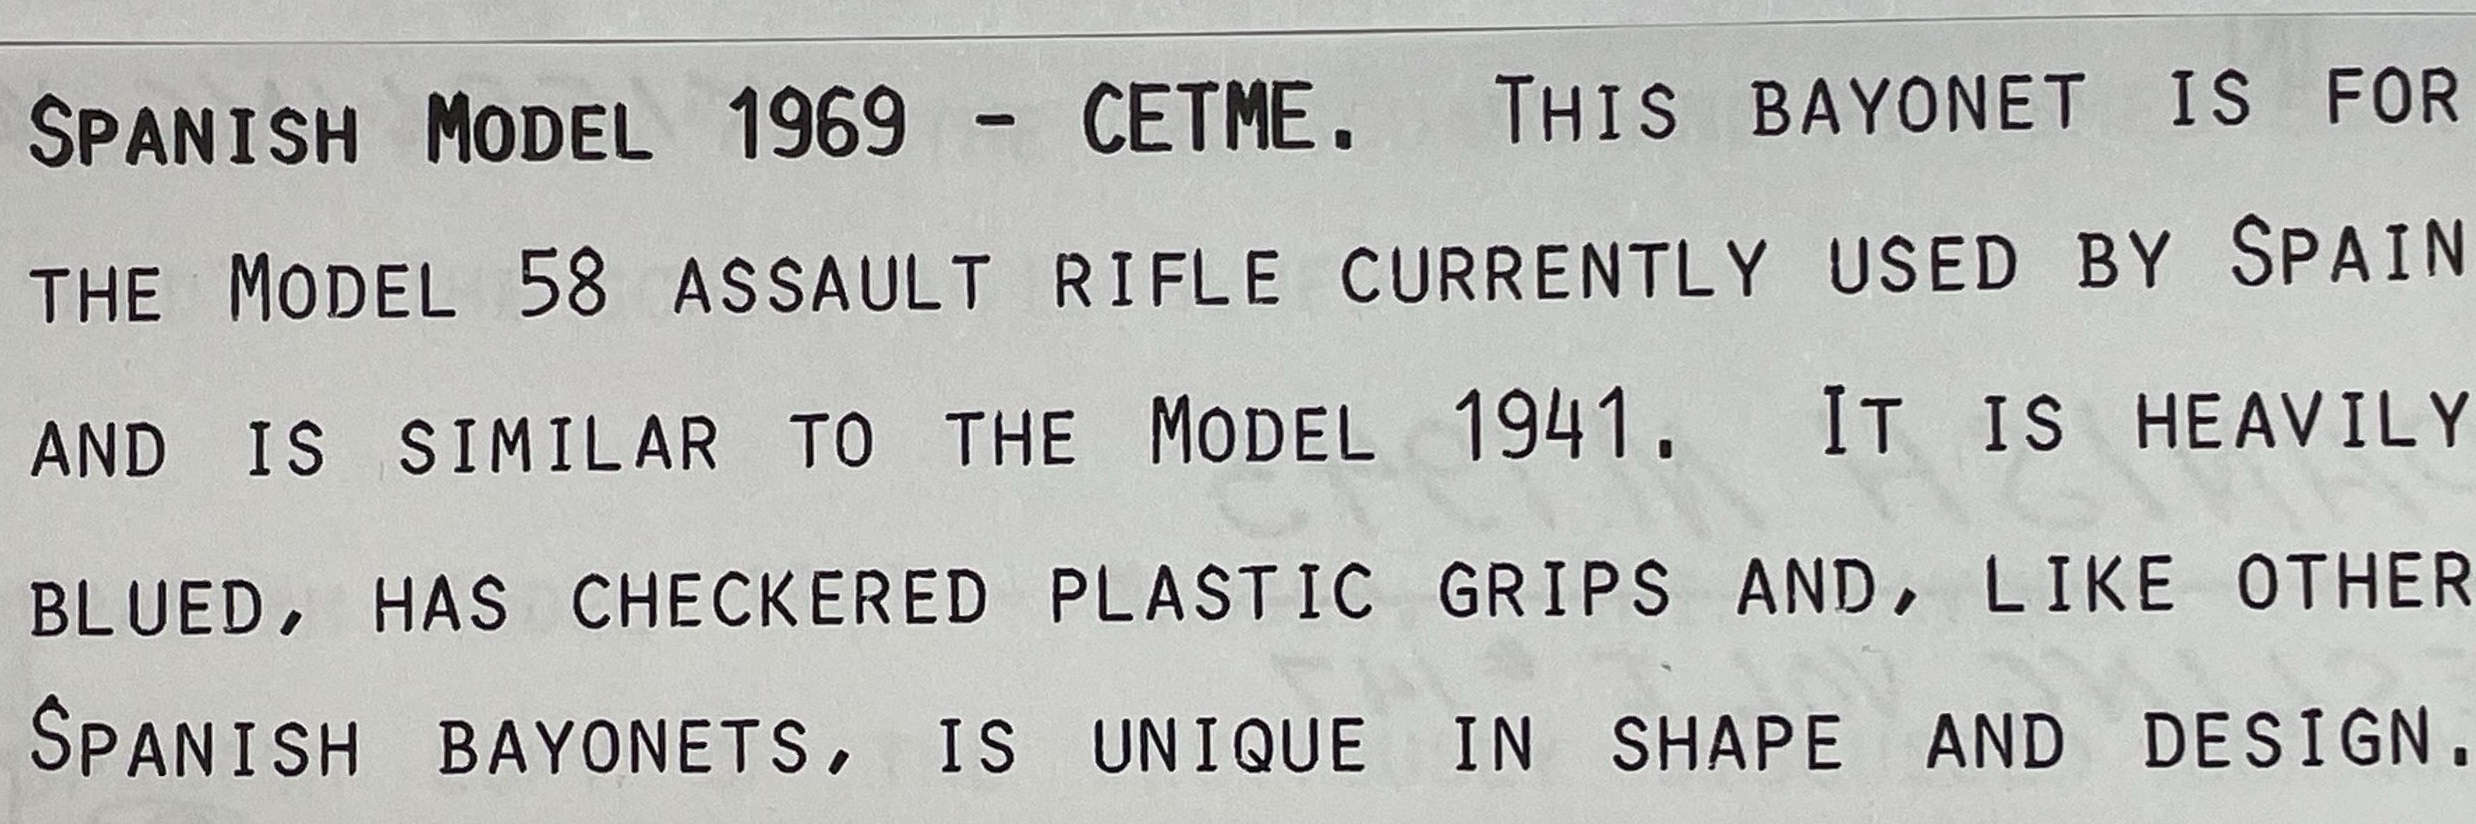 Spanish Model 1969 - CETME. This bayonet is for
the Model 58 assault rifle currently used by Spain
and is similar to the Model 1941. It is heavily
blued, has checkered plastic grips and, like other
Spanish bayonets, is unique in shape and design.